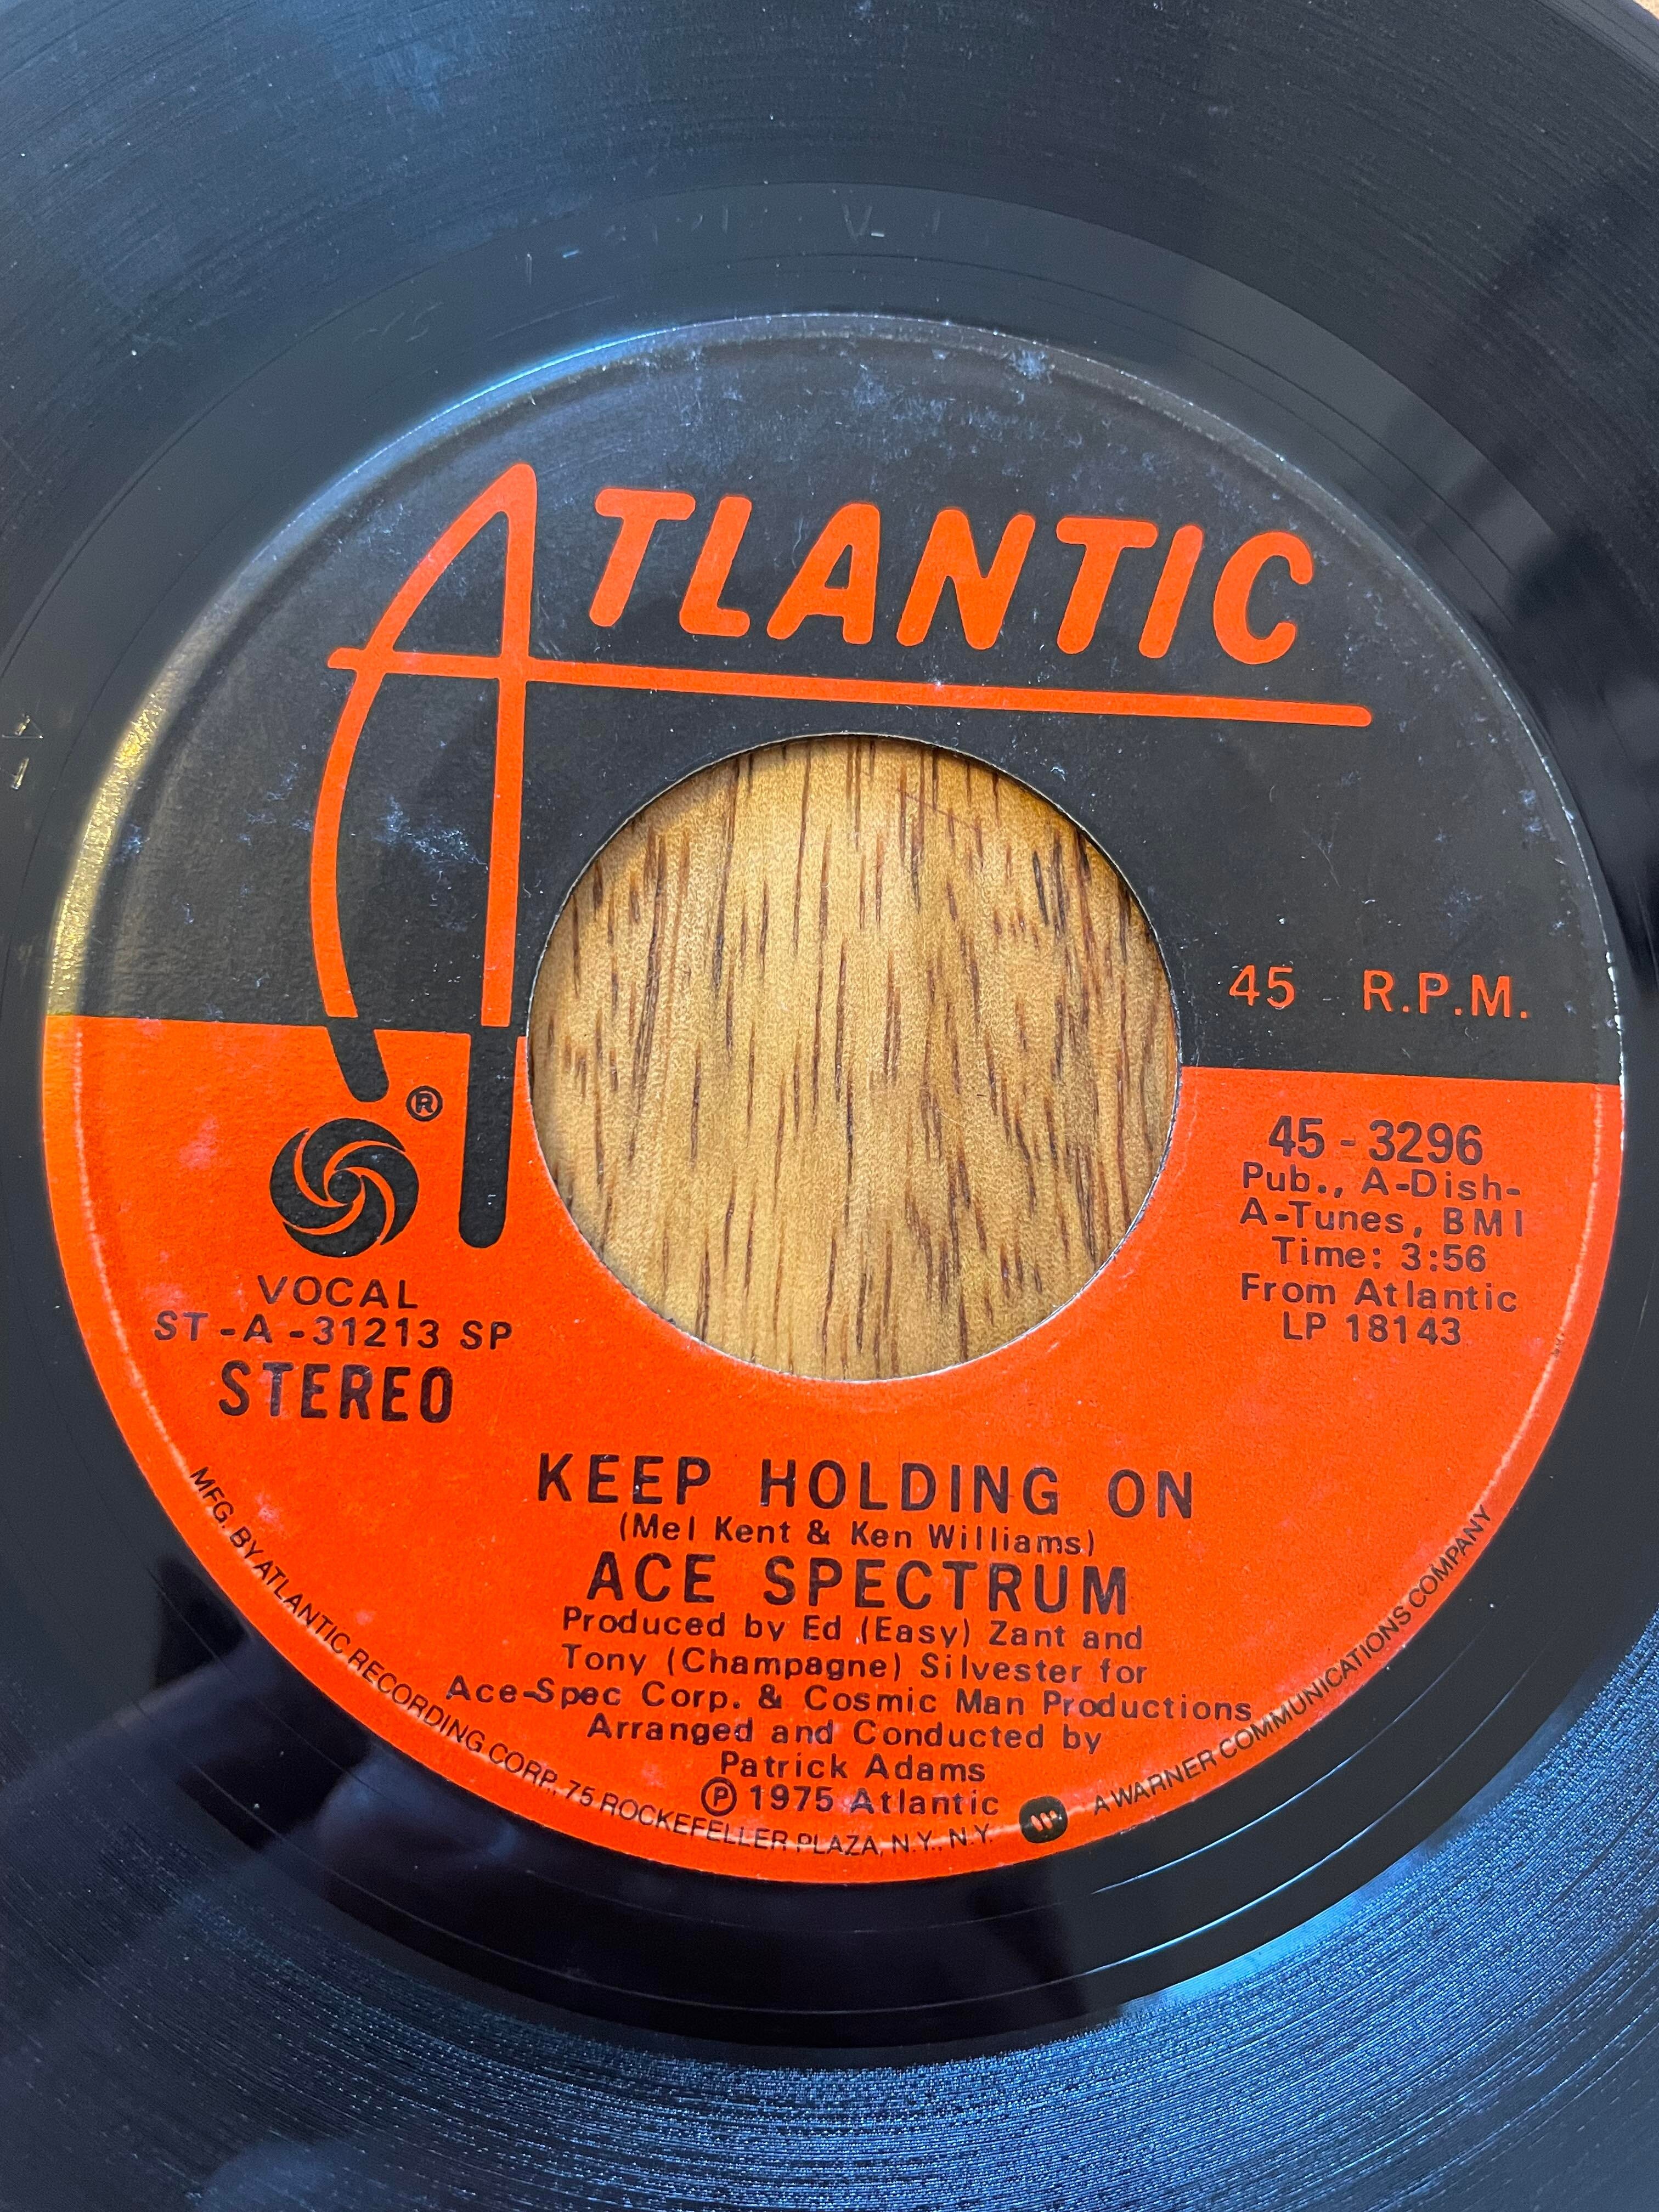 ATLANTIC
45 R.P.M.
®
VOCAL
ST-A-31213 SP
STEREO
45-3296
Pub., A-Dish-
A-Tunes, BMI
Time: 3:56
From Atlantic
LP 18143
KEEP HOLDING ON
(Mel Kent & Ken Williams)
ACE SPECTRUM
Produced by Ed (Easy) Zant and
Tony (Champagne) Silvester for
Ace-Spec Corp. & Cosmic Man Productions
Arranged and Conducted by
Patrick Adams
℗ 1975 Atlantic
MFG. BY ATLANTIC RECORDING CORP., 75 ROCKEFELLER PLAZA, N.Y., N.Y. A WARNER COMMUNICATIONS COMPANY